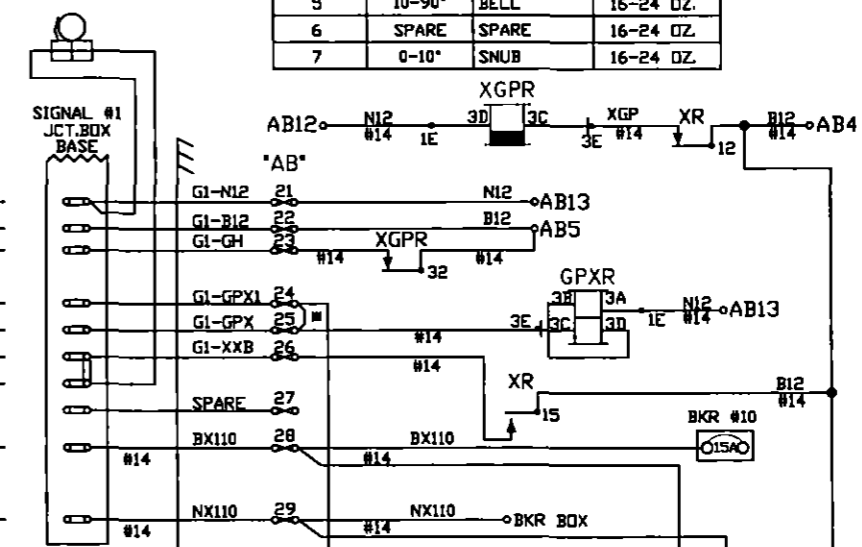 5 10-90° BELL 16-24 OZ.
6 SPARE SPARE 16-24 OZ.
7 0-10° SNUB 16-24 OZ.
XGPR
SIGNAL #1
JCT.BOX
BASE
AB12 N12 #14 1E 3D 3C 3E XGP #14 XR 12 B12 #14 AB4
"AB"
G1-N12 21 N12 AB13
G1-B12 22 B12 AB5
G1-GH 23 #14 XGPR 32 #14
GPXR
G1-GPX1 24 3B 3A N12 #14 AB13
G1-GPX 25 #14 3E 3C 3D 1E
G1-XXB 26 #14
XR 15 B12 #14
SPARE 27
BKR #10
15A
#14 BX110 28 #14 BX110
#14 NX110 29 #14 NX110 BKR BOX